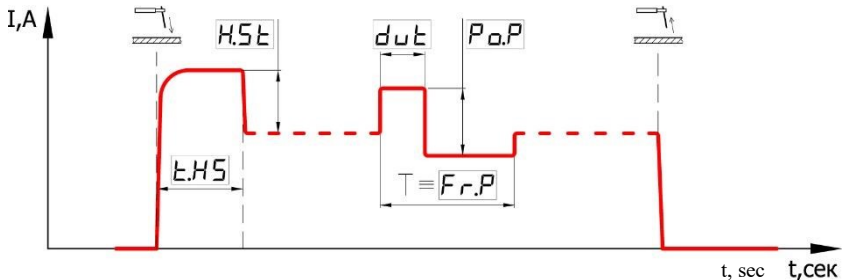 I,A
H.St
dut
Po.P
t.HS
T ≡ Fr.P
t, sec t,сек